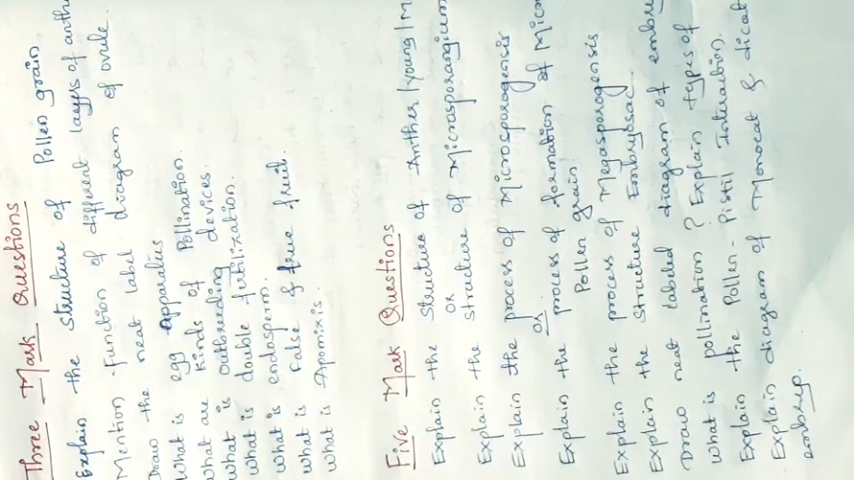 Three Mark Questions
Explain the structure of Pollen grain
Mention function of different layers of anth
Draw the neat label diagram of ovule.
What is egg apparatus
What are kinds of Pollination.
What is outbreeding devices.
What is double fertilization.
What is endosperm.
What is false & true fruit.
What is Apomixis.
Five Mark Questions
Explain the structure of Anther / young / M
or
Explain the structure of Microsporangium
Explain the process of Microsporogensis
or
Explain the process of formation of Micr
Pollen grain.
Explain the process of Megasporogensis
Explain the structure Embryosac
Draw neat labeled diagram of embry
What is pollination? Explain types of
Explain the Pollen-Pistil Interaction.
Explain diagram of Monocot & dicot
embryo.